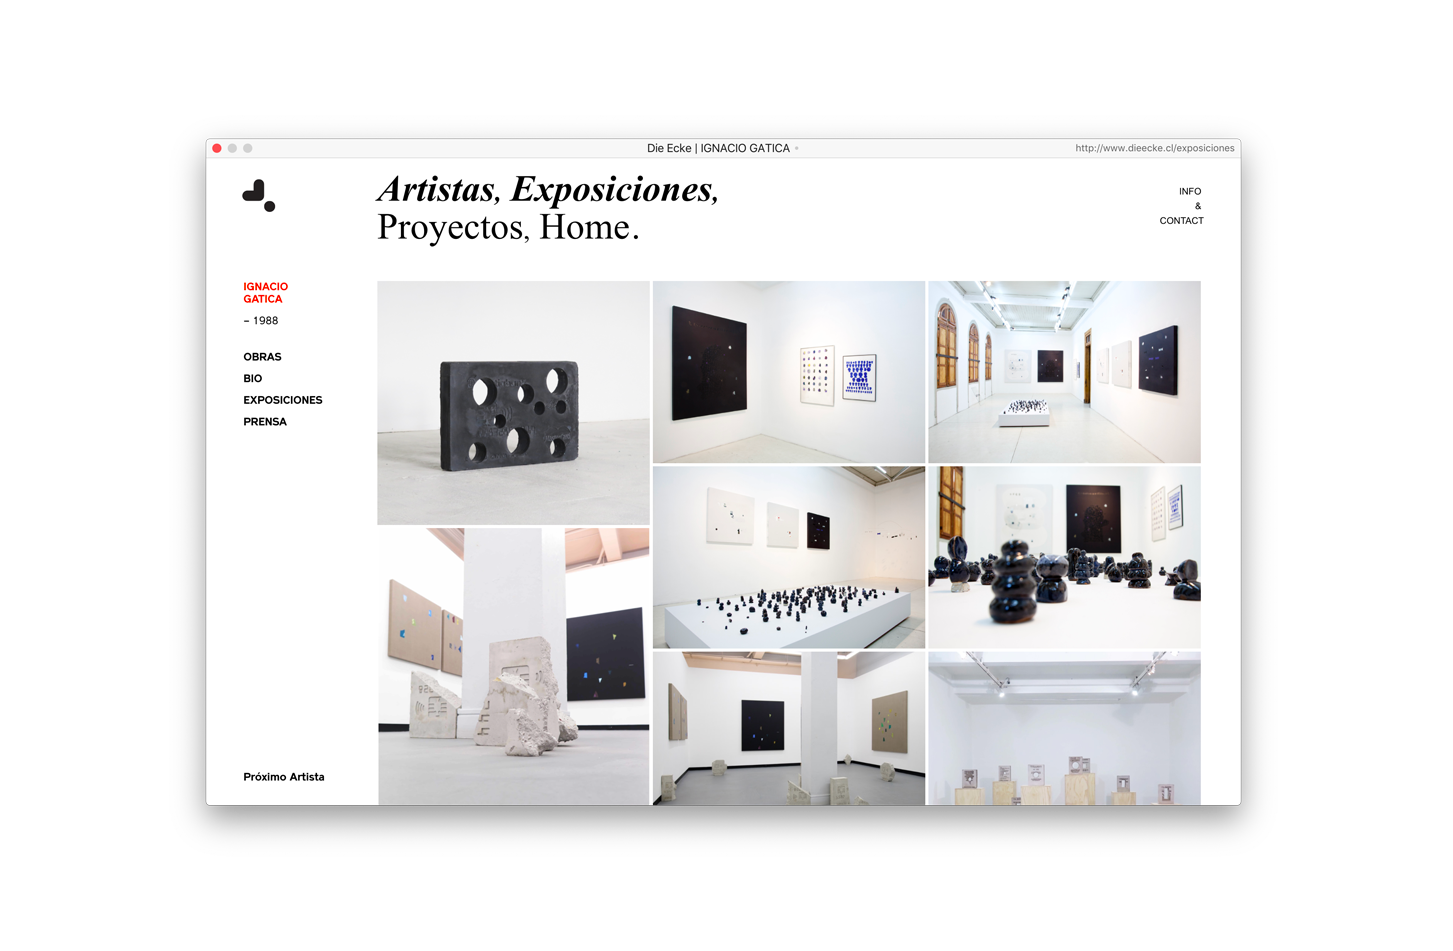 Die Ecke | IGNACIO GATICA
http://www.dieecke.cl/exposiciones
Artistas, Exposiciones,
Proyectos, Home.
INFO
&
CONTACT
IGNACIO
GATICA
– 1988
OBRAS
BIO
EXPOSICIONES
PRENSA
Próximo Artista